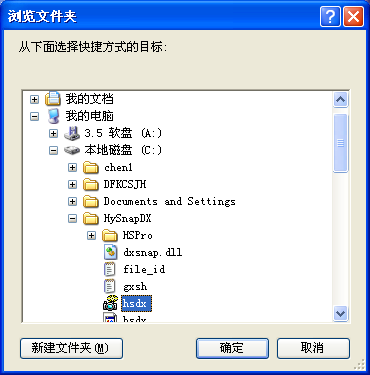 浏览文件夹
从下面选择快捷方式的目标:
我的文档
我的电脑
3.5 软盘 (A:)
本地磁盘 (C:)
chen1
DFKCSJH
Documents and Settings
HySnapDX
HSPro
dxsnap.dll
file_id
gxsh
hsdx
hsdx
新建文件夹(M)
确定
取消